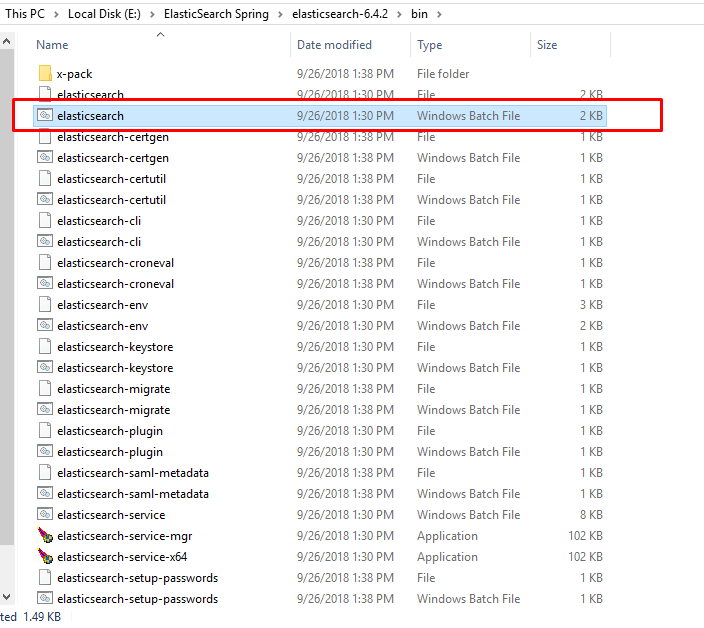 This PC > Local Disk (E:) > ElasticSearch Spring > elasticsearch-6.4.2 > bin >
Name Date modified Type Size
x-pack 9/26/2018 1:38 PM File folder
elasticsearch 9/26/2018 1:30 PM File 2 KB
elasticsearch 9/26/2018 1:30 PM Windows Batch File 2 KB
elasticsearch-certgen 9/26/2018 1:38 PM File 1 KB
elasticsearch-certgen 9/26/2018 1:38 PM Windows Batch File 1 KB
elasticsearch-certutil 9/26/2018 1:38 PM File 1 KB
elasticsearch-certutil 9/26/2018 1:38 PM Windows Batch File 1 KB
elasticsearch-cli 9/26/2018 1:30 PM File 1 KB
elasticsearch-cli 9/26/2018 1:30 PM Windows Batch File 1 KB
elasticsearch-croneval 9/26/2018 1:38 PM File 1 KB
elasticsearch-croneval 9/26/2018 1:38 PM Windows Batch File 1 KB
elasticsearch-env 9/26/2018 1:30 PM File 3 KB
elasticsearch-env 9/26/2018 1:30 PM Windows Batch File 2 KB
elasticsearch-keystore 9/26/2018 1:30 PM File 1 KB
elasticsearch-keystore 9/26/2018 1:30 PM Windows Batch File 1 KB
elasticsearch-migrate 9/26/2018 1:38 PM File 1 KB
elasticsearch-migrate 9/26/2018 1:38 PM Windows Batch File 1 KB
elasticsearch-plugin 9/26/2018 1:30 PM File 1 KB
elasticsearch-plugin 9/26/2018 1:30 PM Windows Batch File 1 KB
elasticsearch-saml-metadata 9/26/2018 1:38 PM File 1 KB
elasticsearch-saml-metadata 9/26/2018 1:38 PM Windows Batch File 1 KB
elasticsearch-service 9/26/2018 1:30 PM Windows Batch File 8 KB
elasticsearch-service-mgr 9/26/2018 1:30 PM Application 102 KB
elasticsearch-service-x64 9/26/2018 1:30 PM Application 102 KB
elasticsearch-setup-passwords 9/26/2018 1:38 PM File 1 KB
elasticsearch-setup-passwords 9/26/2018 1:38 PM Windows Batch File 1 KB
ted 1.49 KB